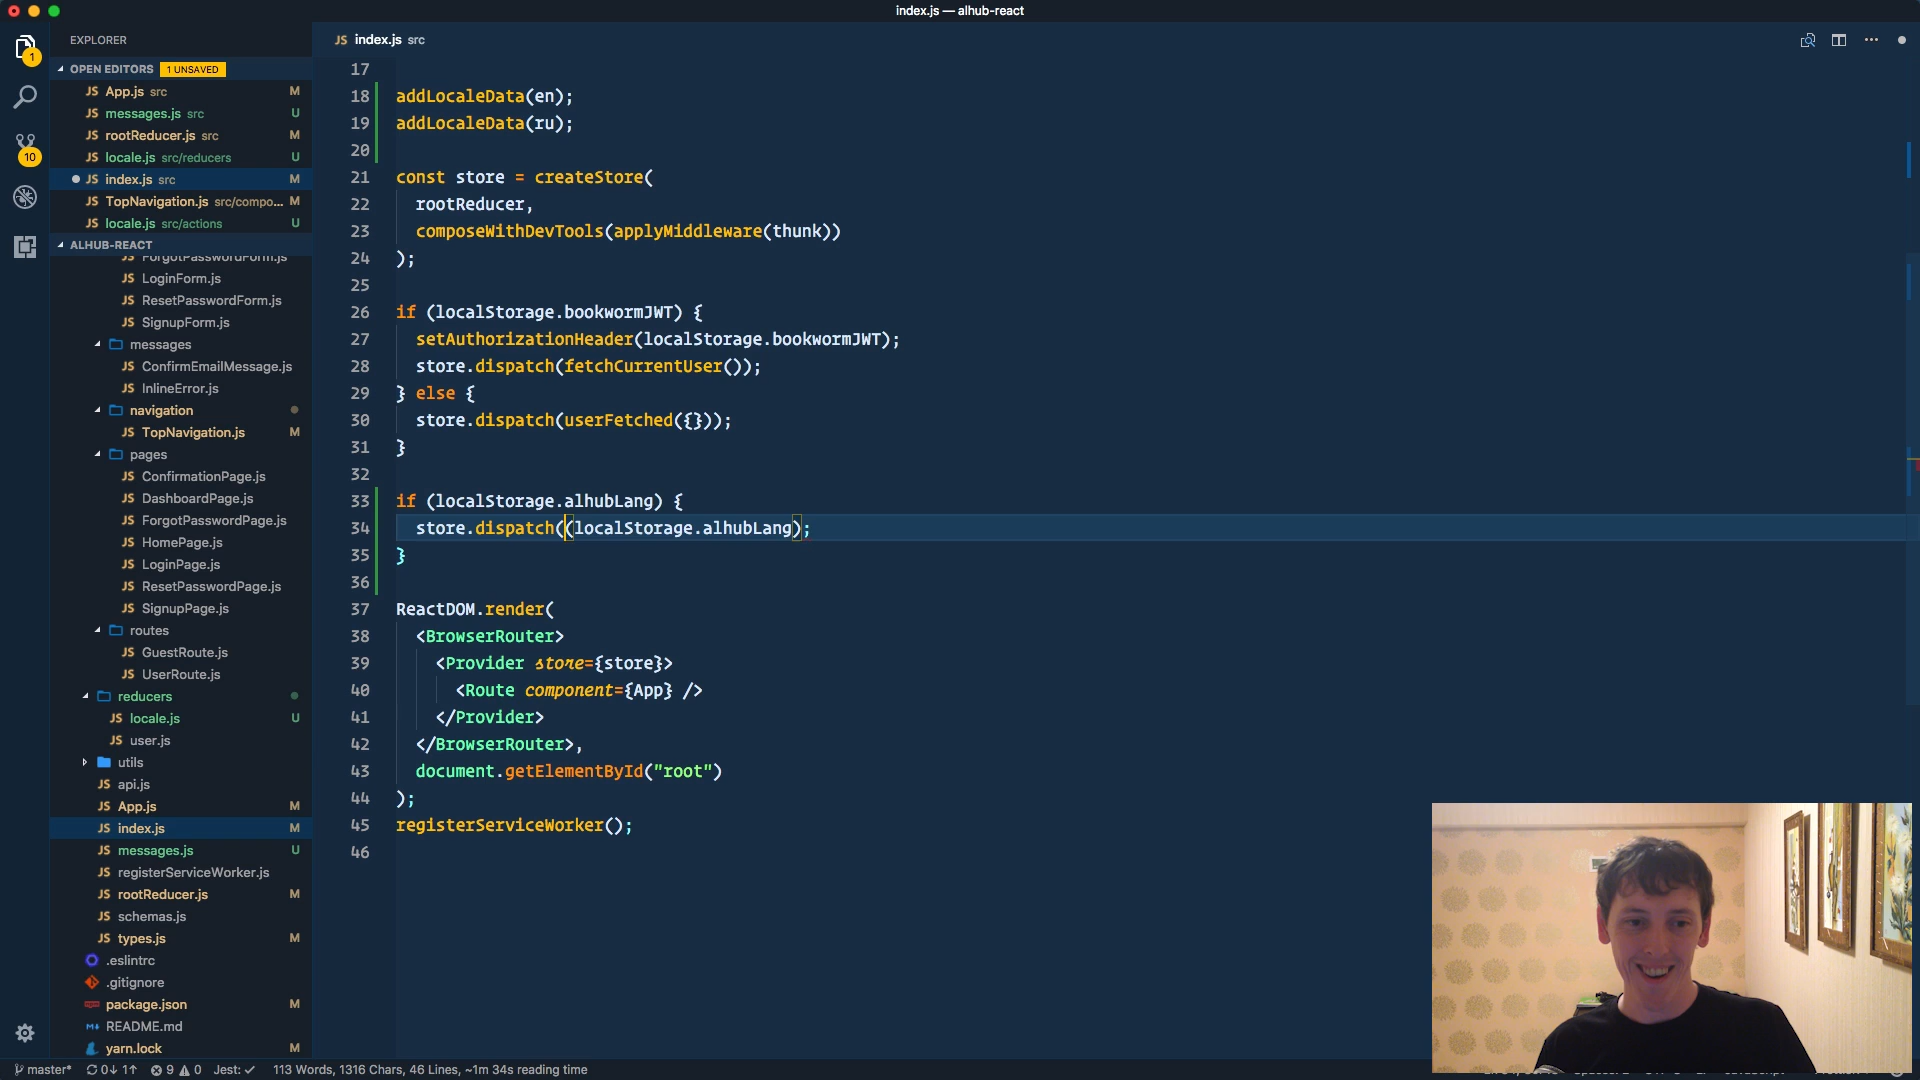 index.js — alhub-react
EXPLORER
OPEN EDITORS 1 UNSAVED
JS App.js src M
JS messages.js src U
JS rootReducer.js src M
JS locale.js src/reducers U
JS index.js src M
JS TopNavigation.js src/compo... M
JS locale.js src/actions U
ALHUB-REACT
JS ForgotPasswordForm.js
JS LoginForm.js
JS ResetPasswordForm.js
JS SignupForm.js
messages
JS ConfirmEmailMessage.js
JS InlineError.js
navigation
JS TopNavigation.js M
pages
JS ConfirmationPage.js
JS DashboardPage.js
JS ForgotPasswordPage.js
JS HomePage.js
JS LoginPage.js
JS ResetPasswordPage.js
JS SignupPage.js
routes
JS GuestRoute.js
JS UserRoute.js
reducers
JS locale.js U
JS user.js
utils
JS api.js
JS App.js M
JS index.js M
JS messages.js U
JS registerServiceWorker.js
JS rootReducer.js M
JS schemas.js
JS types.js M
.eslintrc
.gitignore
package.json M
README.md
yarn.lock M
1
10
JS index.js src
17
18 addLocaleData(en);
19 addLocaleData(ru);
20
21 const store = createStore(
22 rootReducer,
23 composeWithDevTools(applyMiddleware(thunk))
24 );
25
26 if (localStorage.bookwormJWT) {
27 setAuthorizationHeader(localStorage.bookwormJWT);
28 store.dispatch(fetchCurrentUser());
29 } else {
30 store.dispatch(userFetched({}));
31 }
32
33 if (localStorage.alhubLang) {
34 store.dispatch((localStorage.alhubLang);
35 }
36
37 ReactDOM.render(
38 <BrowserRouter>
39 <Provider store={store}>
40 <Route component={App} />
41 </Provider>
42 </BrowserRouter>,
43 document.getElementById("root")
44 );
45 registerServiceWorker();
46
master* 0↓ 1↑ 9 0 Jest: ✓ 113 Words, 1316 Chars, 46 Lines, ~1m 34s reading time